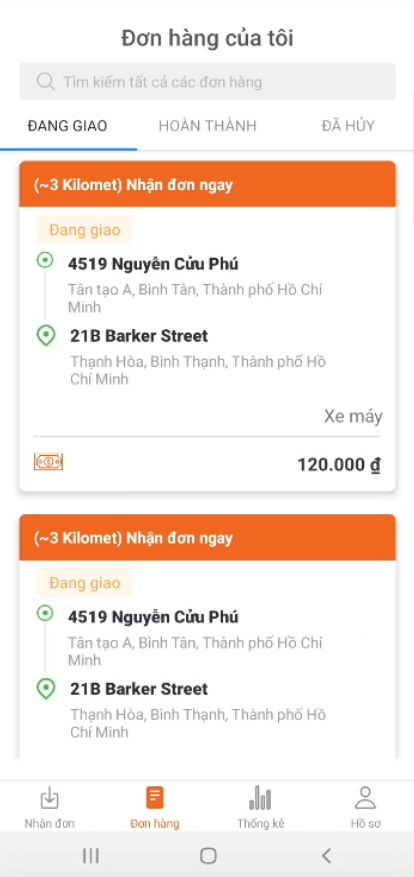 Đơn hàng của tôi
Tìm kiếm tất cả các đơn hàng
ĐANG GIAO HOÀN THÀNH ĐÃ HỦY
(~3 Kilomet) Nhận đơn ngay
Đang giao
4519 Nguyễn Cửu Phú
Tân tạo A, Bình Tân, Thành phố Hồ Chí
Minh
21B Barker Street
Thạnh Hòa, Bình Thạnh, Thành phố Hồ
Chí Minh
Xe máy
120.000 ₫
(~3 Kilomet) Nhận đơn ngay
Đang giao
4519 Nguyễn Cửu Phú
Tân tạo A, Bình Tân, Thành phố Hồ Chí
Minh
21B Barker Street
Thạnh Hòa, Bình Thạnh, Thành phố Hồ
Chí Minh
Nhận đơn Đơn hàng Thống kê Hồ sơ